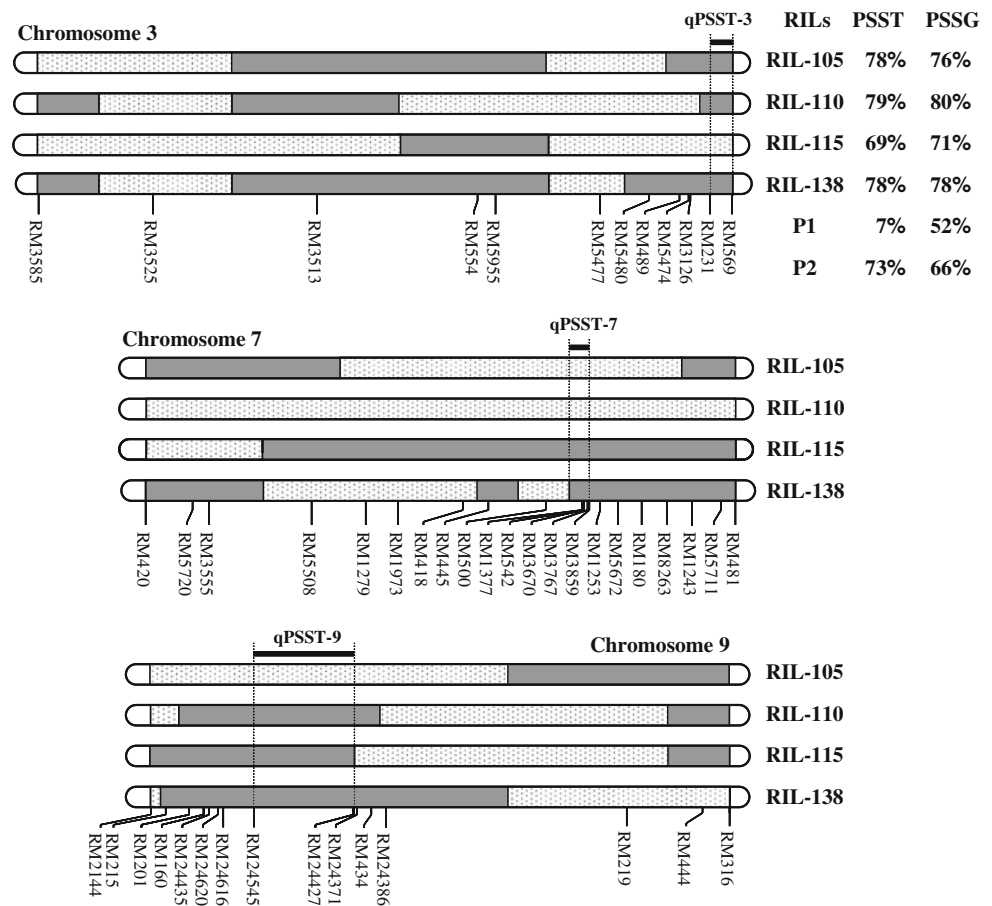 Chromosome 3
qPSST-3
RILs PSST PSSG
RIL-105 78% 76%
RIL-110 79% 80%
RIL-115 69% 71%
RIL-138 78% 78%
P1 7% 52%
P2 73% 66%
RM3585
RM3525
RM3513
RM554
RM5955
RM5477
RM5480
RM489
RM5474
RM3126
RM231
RM569
Chromosome 7
qPSST-7
RIL-105
RIL-110
RIL-115
RIL-138
RM420
RM5720
RM3555
RM5508
RM1279
RM1973
RM418
RM445
RM500
RM1377
RM542
RM3670
RM3767
RM3859
RM1253
RM5672
RM180
RM8263
RM1243
RM5711
RM481
qPSST-9
Chromosome 9
RIL-105
RIL-110
RIL-115
RIL-138
RM2144
RM215
RM201
RM160
RM24435
RM24620
RM24616
RM24545
RM24427
RM24371
RM434
RM24386
RM219
RM444
RM316